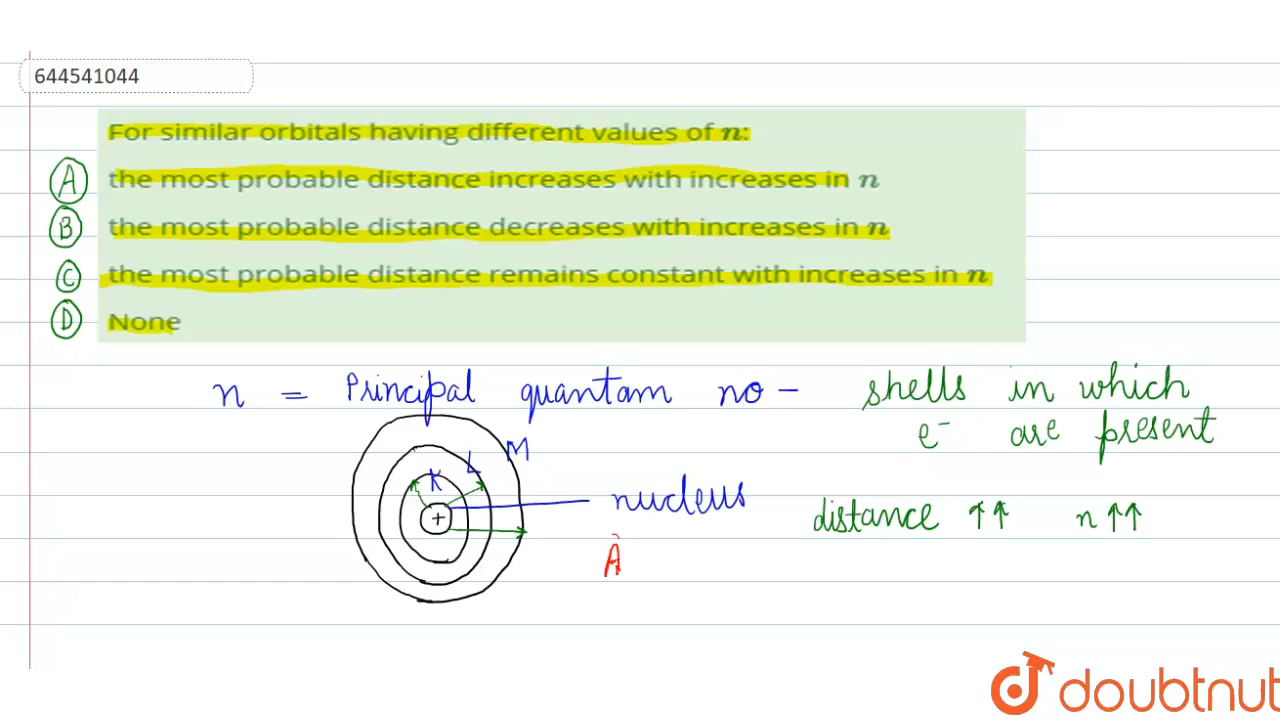 644541044
For similar orbitals having different values of n:
A the most probable distance increases with increases in n
B the most probable distance decreases with increases in n
C the most probable distance remains constant with increases in n
D None
n = Principal quantam no - shells in which
e- are present
K L M
nucleus
distance ↑↑ n ↑↑
+
A
doubtnut